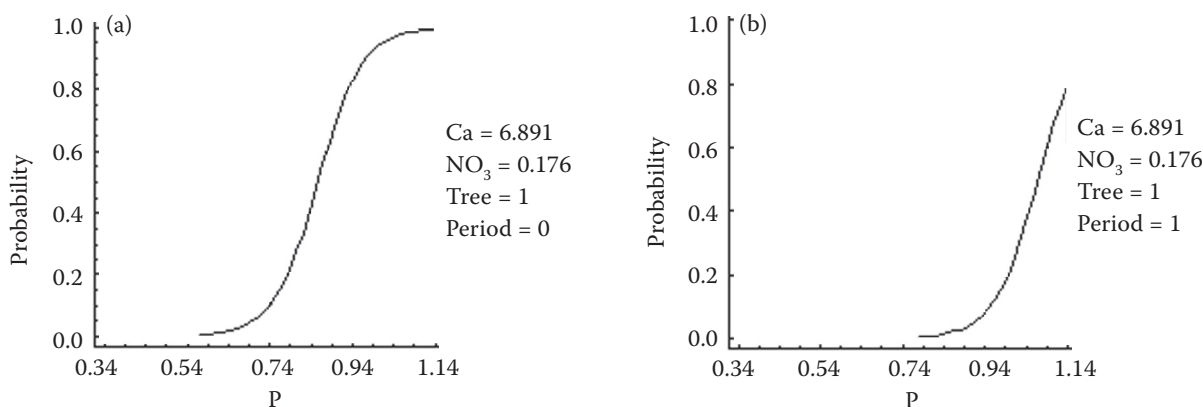 (a)
1.0
0.8
0.6
0.4
0.2
0.0
Probability
0.34 0.54 0.74 0.94 1.14
P
Ca = 6.891
NO₃ = 0.176
Tree = 1
Period = 0
(b)
1.0
0.8
0.6
0.4
0.2
0.0
Probability
0.34 0.54 0.74 0.94 1.14
P
Ca = 6.891
NO₃ = 0.176
Tree = 1
Period = 1